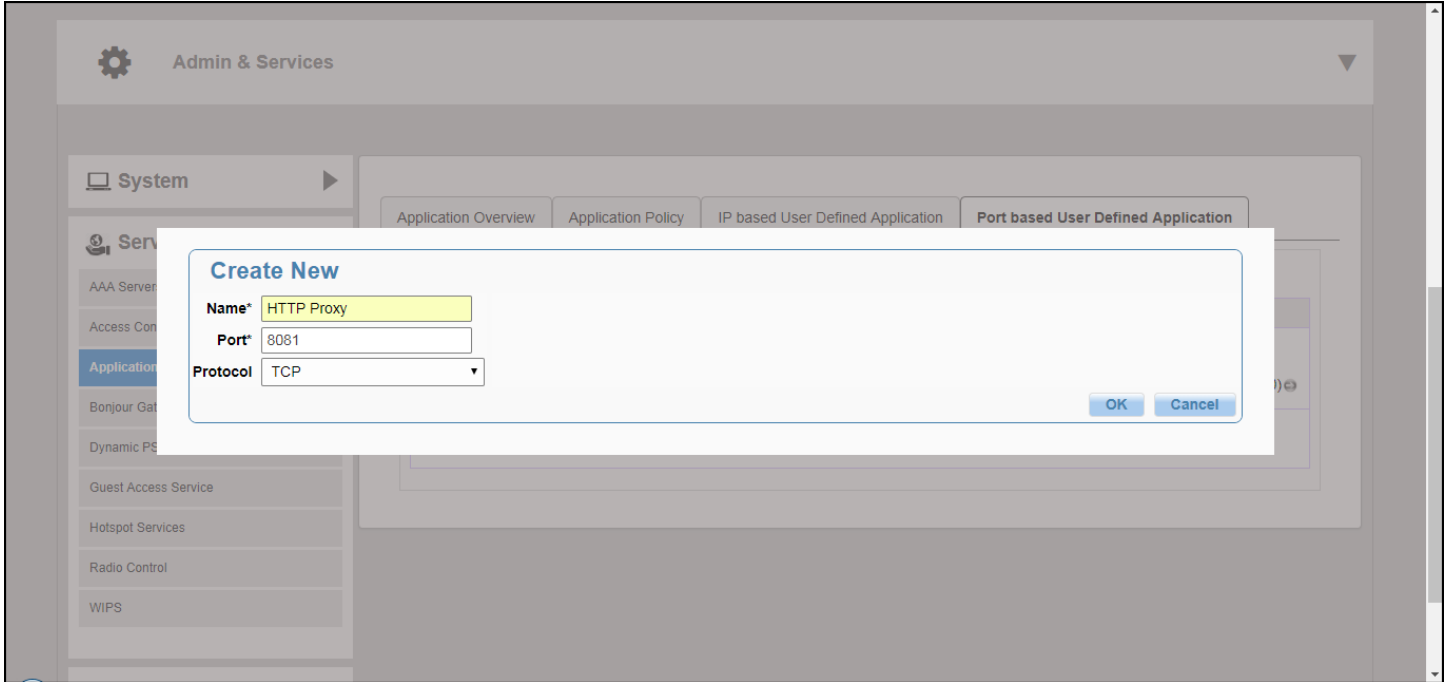 Admin & Services
System
Serv
AAA Server
Access Con
Application
Bonjour Gat
Dynamic PS
Guest Access Service
Hotspot Services
Radio Control
WIPS
Application Overview
Application Policy
IP based User Defined Application
Port based User Defined Application
Create New
Name* HTTP Proxy
Port* 8081
Protocol TCP
OK Cancel